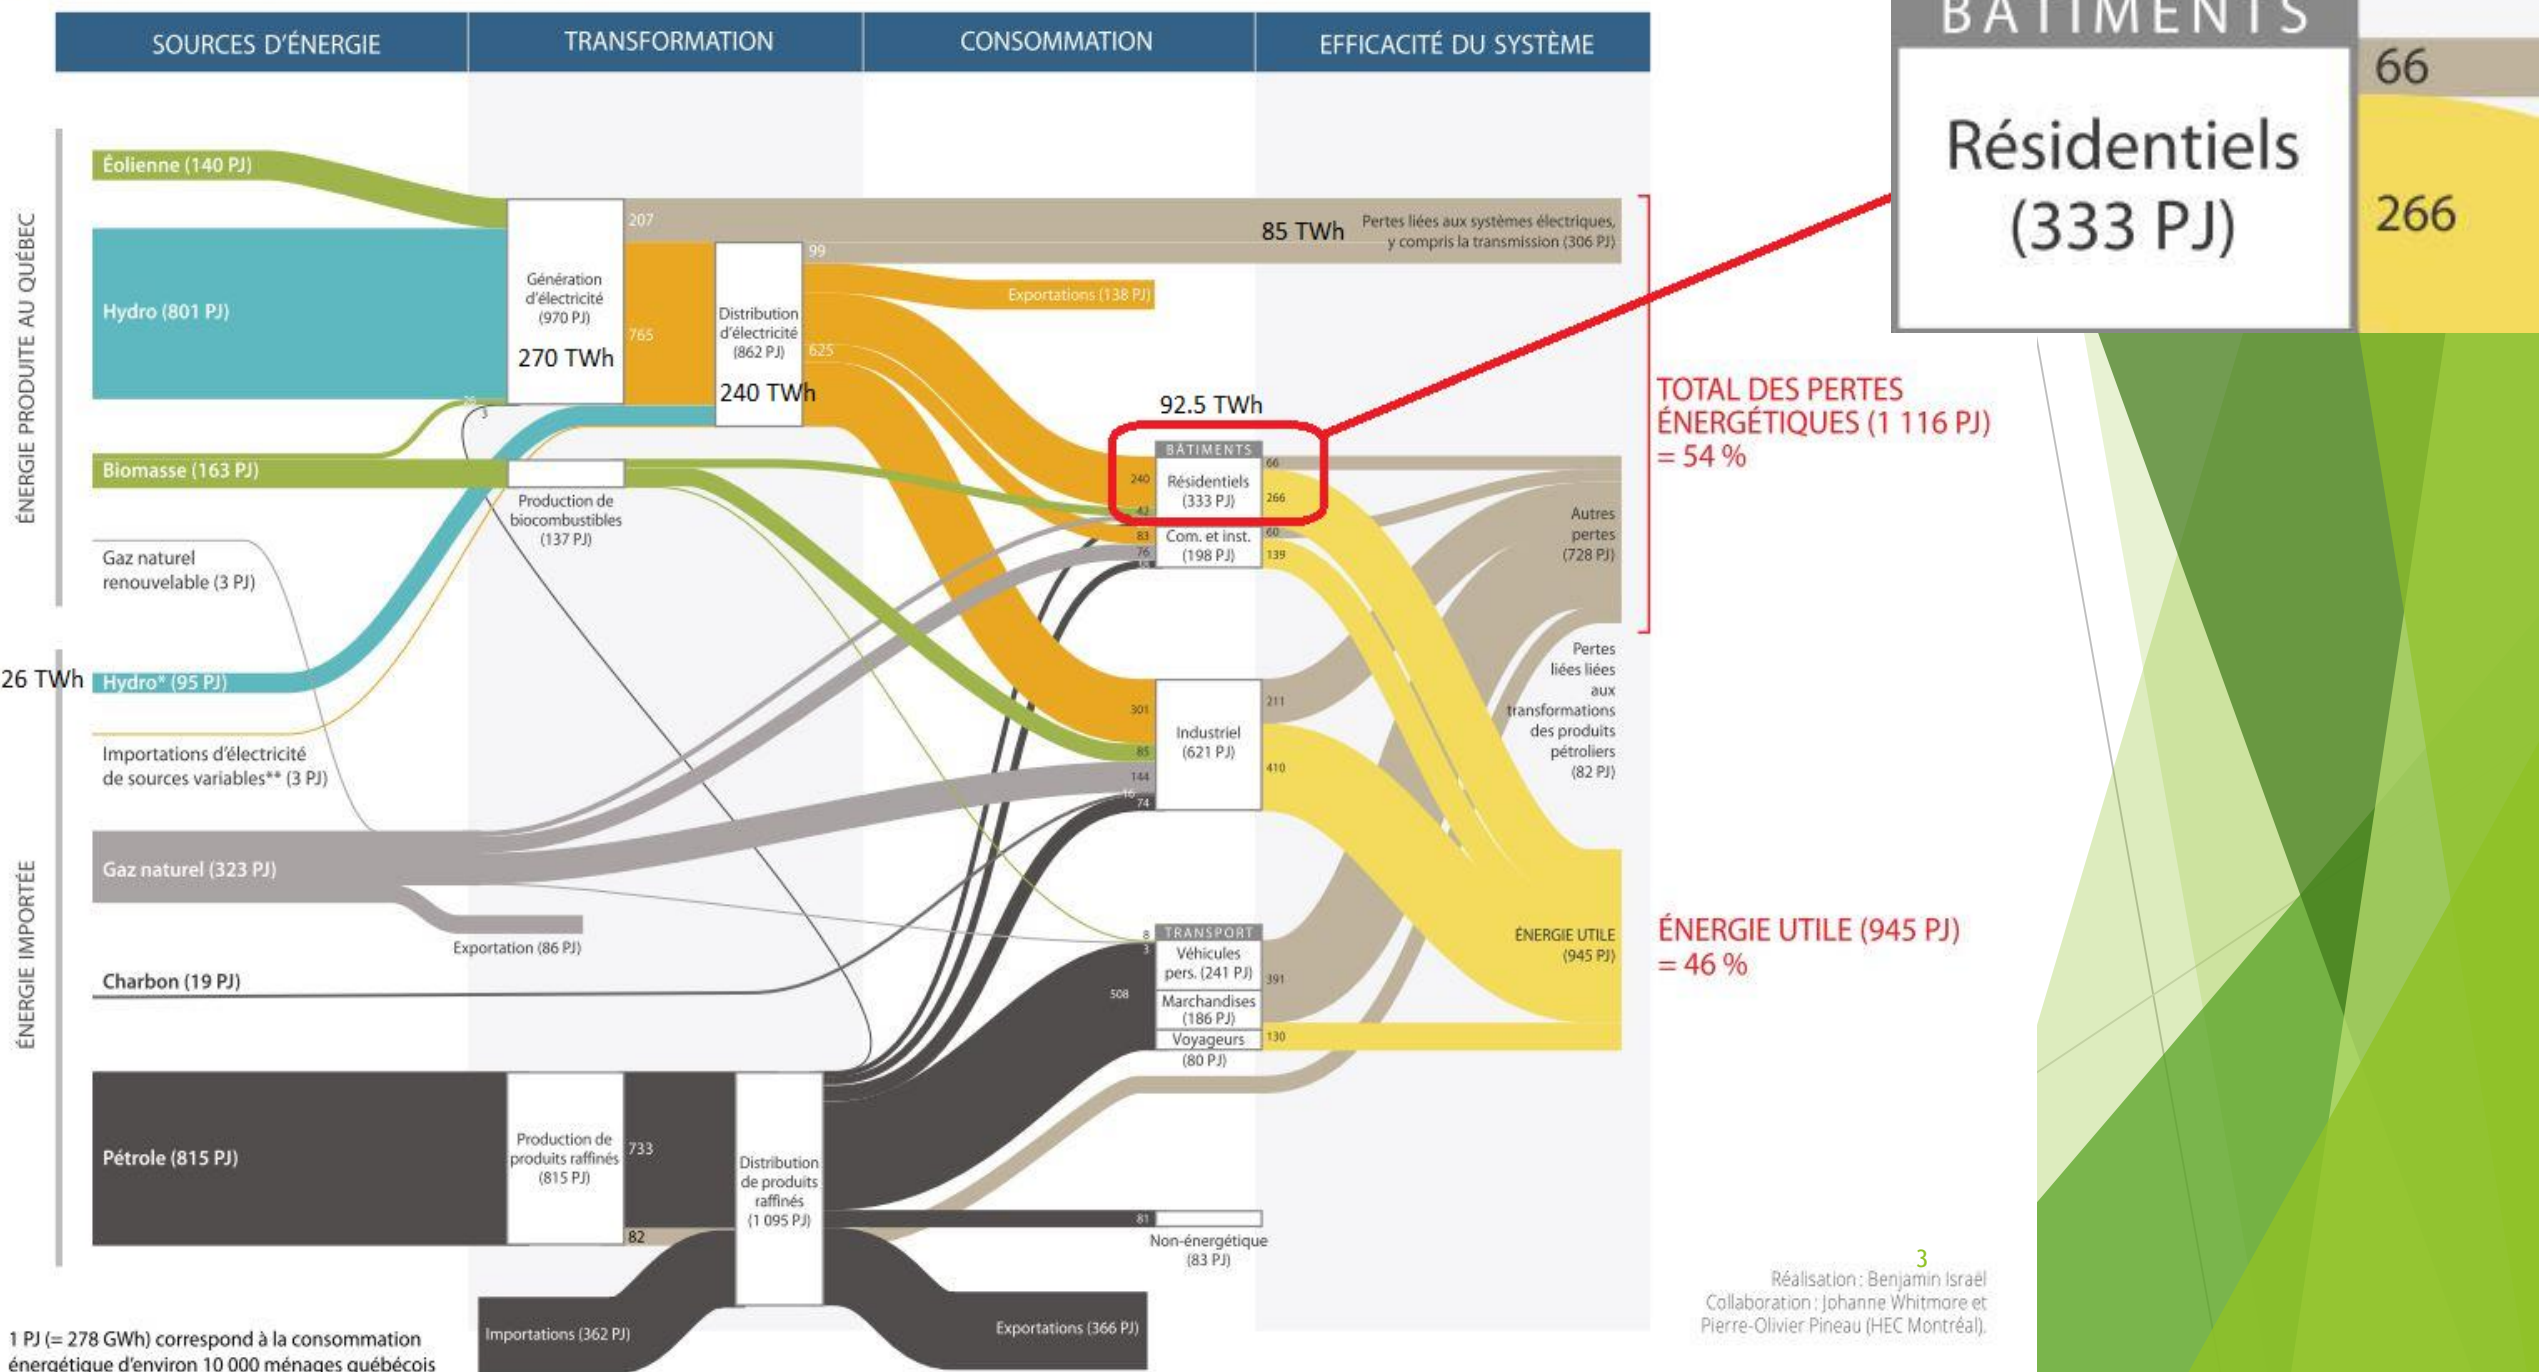 SOURCES D'ÉNERGIE
TRANSFORMATION
CONSOMMATION
EFFICACITÉ DU SYSTÈME
ÉNERGIE PRODUITE AU QUÉBEC
Éolienne (140 PJ)
Hydro (801 PJ)
Biomasse (163 PJ)
Gaz naturel
renouvelable (3 PJ)
ÉNERGIE IMPORTÉE
26 TWh
Hydro* (95 PJ)
Importations d'électricité
de sources variables** (3 PJ)
Gaz naturel (323 PJ)
Exportation (86 PJ)
Charbon (19 PJ)
Pétrole (815 PJ)
Génération
d'électricité
(970 PJ)
270 TWh
3
207
765
Distribution
d'électricité
(862 PJ)
240 TWh
99
625
Production de
biocombustibles
(137 PJ)
Production de
produits raffinés
(815 PJ)
733
82
Distribution
de produits
raffinés
(1 095 PJ)
Importations (362 PJ)
Exportations (366 PJ)
Exportations (138 PJ)
92.5 TWh
BÂTIMENTS
240
42
Résidentiels
(333 PJ)
66
266
83
76
Com. et inst.
(198 PJ)
60
139
301
85
144
16
74
Industriel
(621 PJ)
211
410
8
3
508
TRANSPORT
Véhicules
pers. (241 PJ)
Marchandises
(186 PJ)
Voyageurs
(80 PJ)
391
130
81
Non-énergétique
(83 PJ)
85 TWh
Pertes liées aux systèmes électriques,
y compris la transmission (306 PJ)
Autres
pertes
(728 PJ)
Pertes
liées liées
aux
transformations
des produits
pétroliers
(82 PJ)
ÉNERGIE UTILE
(945 PJ)
TOTAL DES PERTES
ÉNERGÉTIQUES (1 116 PJ)
= 54 %
ÉNERGIE UTILE (945 PJ)
= 46 %
BÂTIMENTS
Résidentiels
(333 PJ)
66
266
3
Réalisation : Benjamin Israël
Collaboration : Johanne Whitmore et
Pierre-Olivier Pineau (HEC Montréal).
1 PJ (= 278 GWh) correspond à la consommation
énergétique d'environ 10 000 ménages québécois